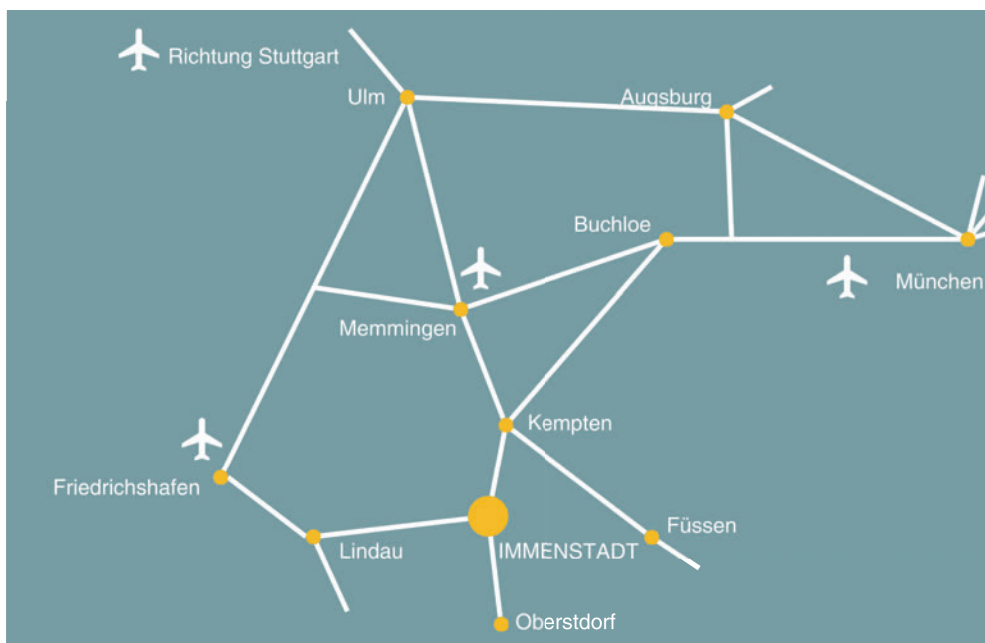 Richtung Stuttgart
Ulm
Augsburg
Buchloe
München
Memmingen
Kempten
Friedrichshafen
Füssen
Lindau
IMMENSTADT
Oberstdorf